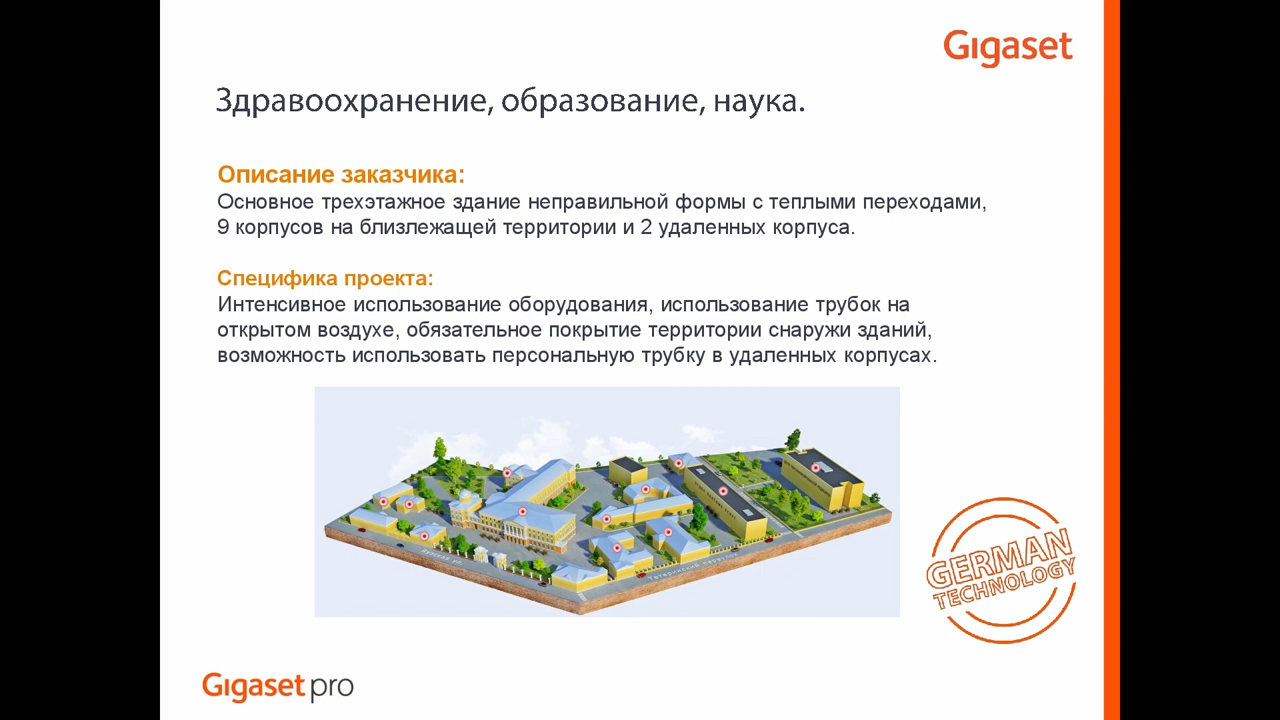 Gigaset
Здравоохранение, образование, наука.
Описание заказчика:
Основное трехэтажное здание неправильной формы с теплыми переходами,
9 корпусов на близлежащей территории и 2 удаленных корпуса.
Специфика проекта:
Интенсивное использование оборудования, использование трубок на
открытом воздухе, обязательное покрытие территории снаружи зданий,
возможность использовать персональную трубку в удаленных корпусах.
GERMAN
TECHNOLOGY
Gigaset pro